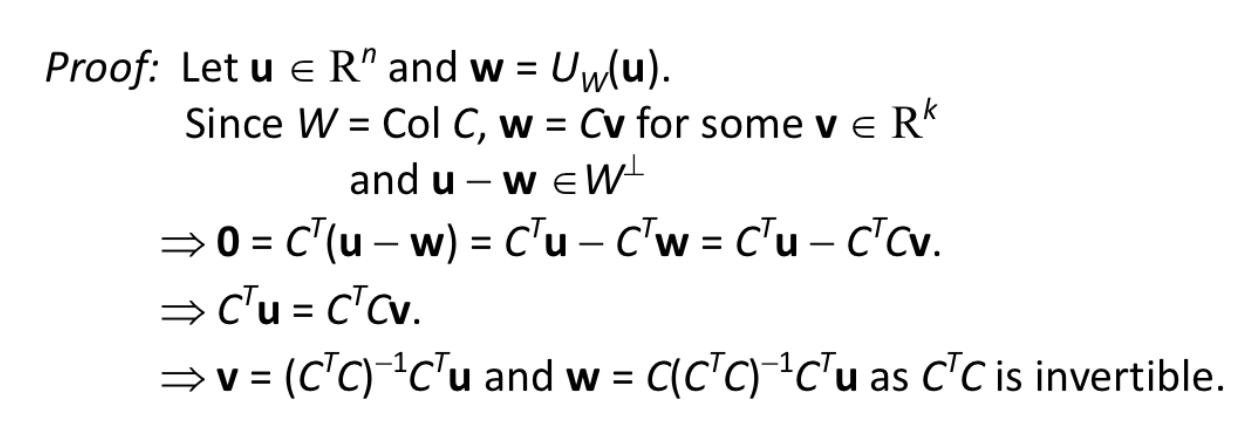 Proof: Let u ∈ Rⁿ and w = U_W(u).
Since W = Col C, w = Cv for some v ∈ Rᵏ
and u – w ∈ W^⊥
⇒ 0 = Cᵀ(u – w) = Cᵀu – Cᵀw = Cᵀu – CᵀCv.
⇒ Cᵀu = CᵀCv.
⇒ v = (CᵀC)⁻¹Cᵀu and w = C(CᵀC)⁻¹Cᵀu as CᵀC is invertible.